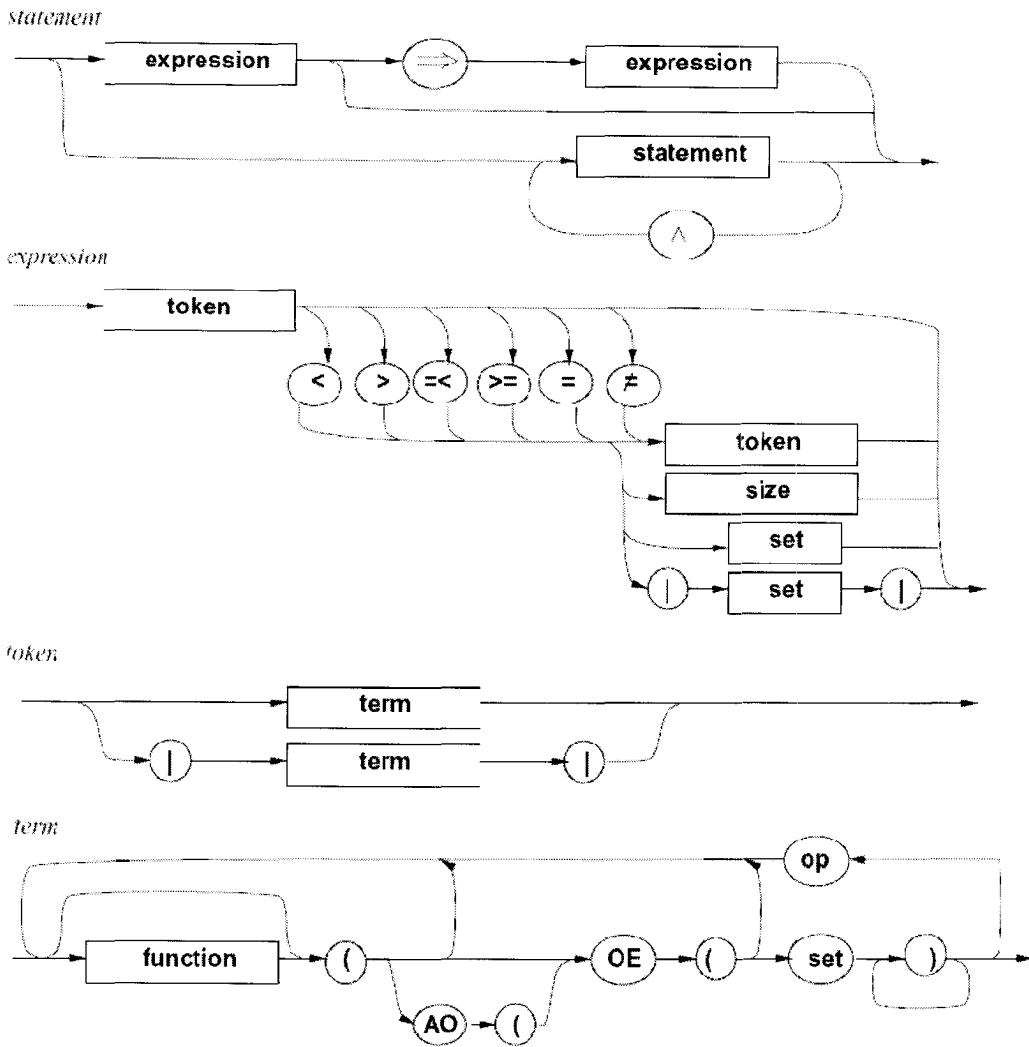 statement
expression ⇒ expression
statement
∧
expression
token
< > =< >= = ≠
token
size
set
| set |
token
term
| term |
term
op
function ( OE ( set )
AO (